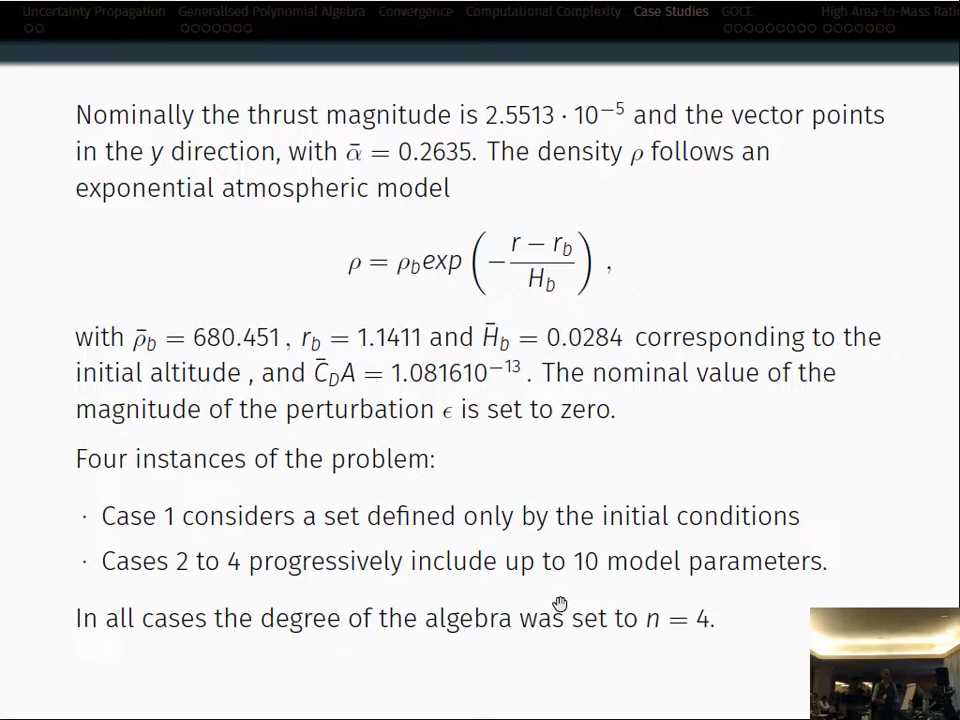 Uncertainty Propagation Generalised Polynomial Algebra Convergence Computational Complexity Case Studies GOCE High Area-to-Mass Ratio
Nominally the thrust magnitude is 2.5513 · 10⁻⁵ and the vector points
in the y direction, with ᾱ = 0.2635. The density ρ follows an
exponential atmospheric model
ρ = ρ_b exp ( − (r − r_b) / H_b ) ,
with ρ̄_b = 680.451 , r_b = 1.1411 and H̄_b = 0.0284 corresponding to the
initial altitude , and C̄_DA = 1.081610⁻¹³ . The nominal value of the
magnitude of the perturbation ϵ is set to zero.
Four instances of the problem:
· Case 1 considers a set defined only by the initial conditions
· Cases 2 to 4 progressively include up to 10 model parameters.
In all cases the degree of the algebra was set to n = 4.